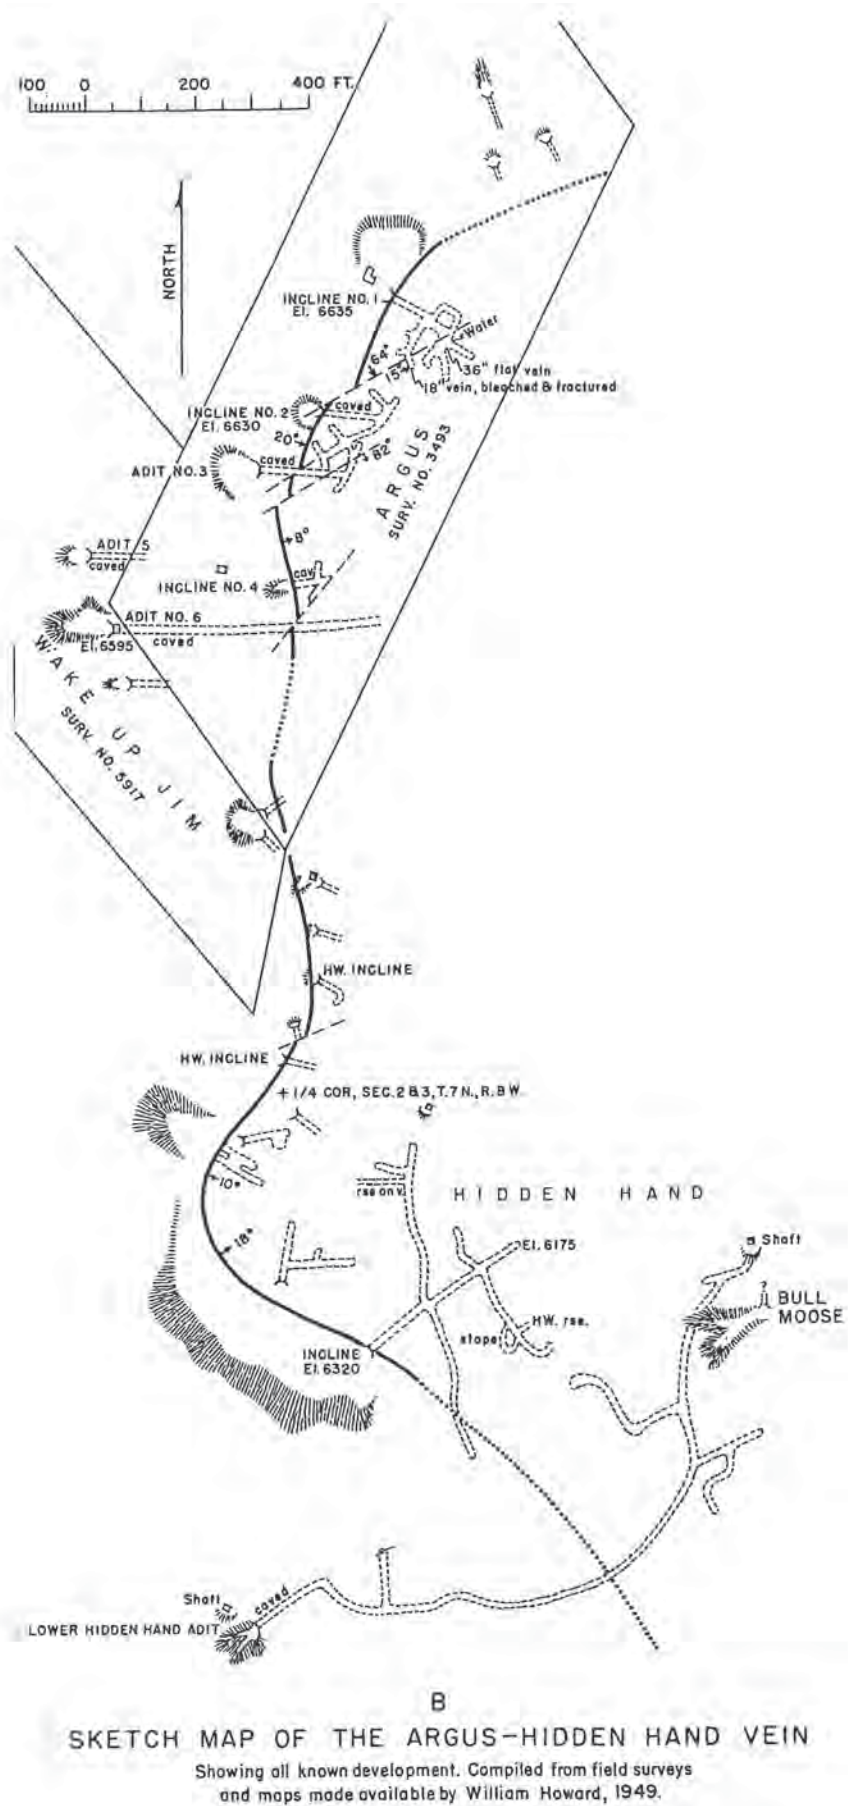 100 0 200 400 FT.
NORTH
INCLINE NO. 1
El. 6635
Water
64°
15°
36" flat vein
18" vein, bleached & fractured
INCLINE NO. 2
El. 6630
caved
20°
82°
ADIT NO. 3
caved
ARGUS
SURV. NO. 3493
8°
ADIT 5
caved
INCLINE NO. 4
cav.
ADIT NO. 6
El. 6595
caved
WAKE UP JIM
SURV. NO. 5917
HW. INCLINE
HW. INCLINE
+ 1/4 COR, SEC. 2 & 3, T. 7 N., R. 8 W.
rse on v.
HIDDEN HAND
10°
18°
El. 6175
Shaft
?
BULL
MOOSE
HW. rse.
stope
INCLINE
El. 6320
Shaft
caved
LOWER HIDDEN HAND ADIT
B
SKETCH MAP OF THE ARGUS-HIDDEN HAND VEIN
Showing all known development. Compiled from field surveys
and maps made available by William Howard, 1949.